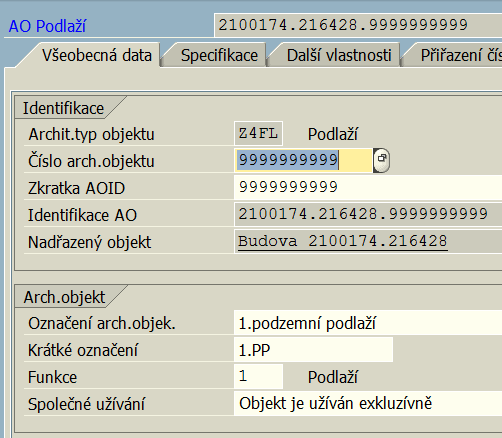 AO Podlaží 2100174.216428.9999999999
Všeobecná data Specifikace Další vlastnosti Přiřazení čís
Identifikace
Archit.typ objektu Z4FL Podlaží
Číslo arch.objektu 9999999999
Zkratka AOID 9999999999
Identifikace AO 2100174.216428.9999999999
Nadřazený objekt Budova 2100174.216428
Arch.objekt
Označení arch.objek. 1.podzemní podlaží
Krátké označení 1.PP
Funkce 1 Podlaží
Společné užívání Objekt je užíván exkluzívně